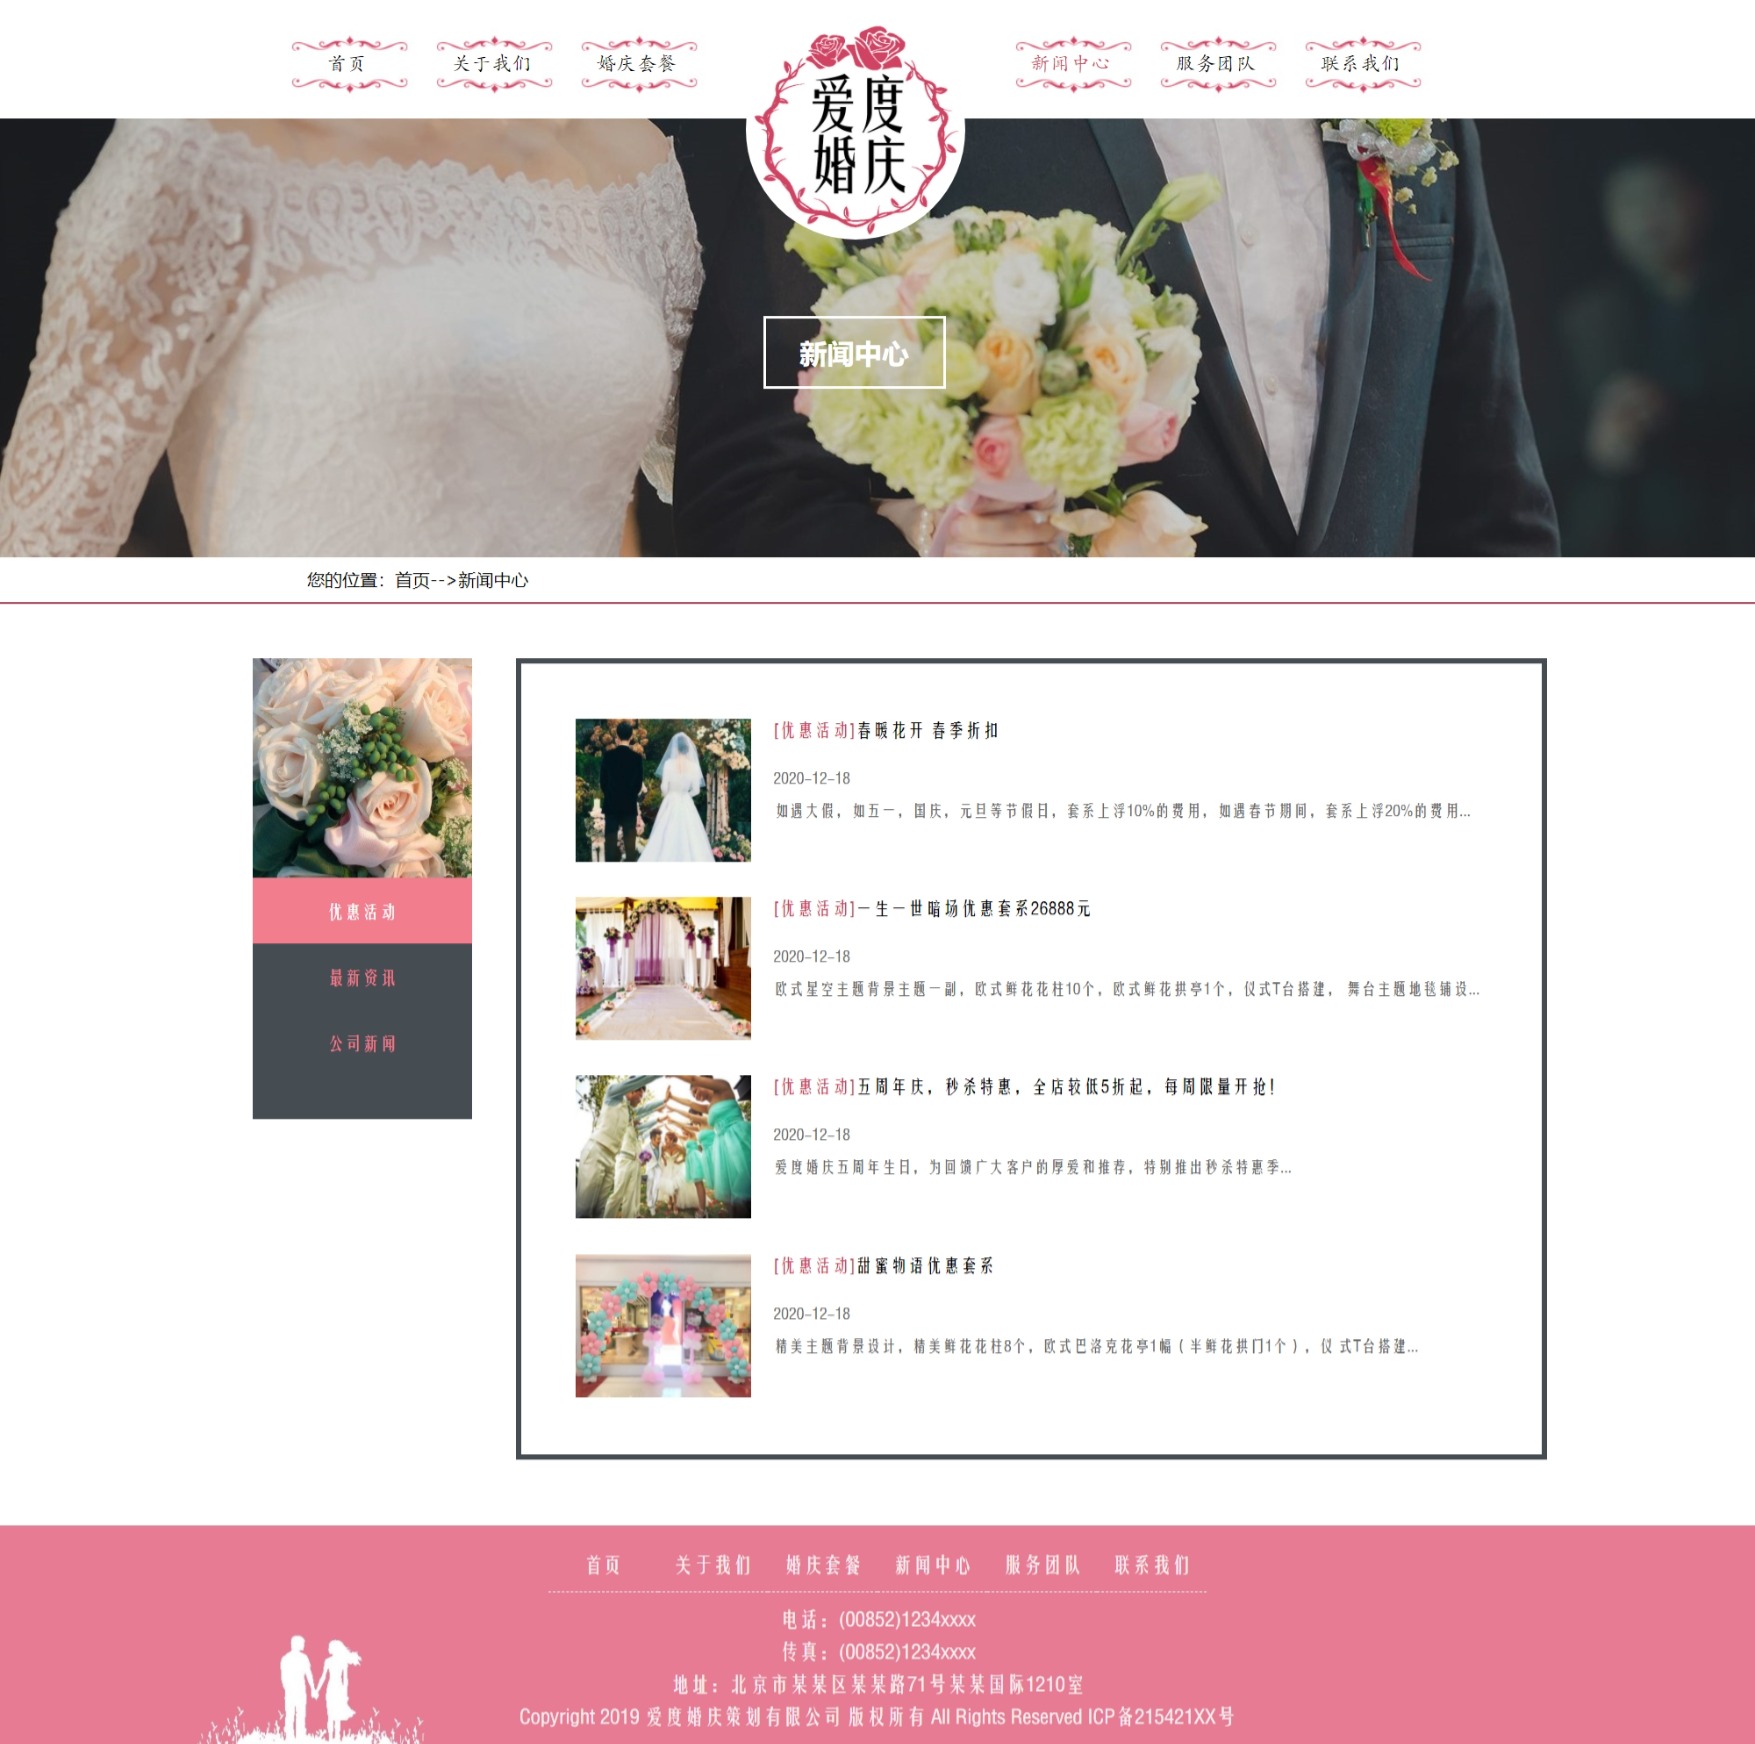 首页 关于我们 婚庆套餐
爱度
婚庆
新闻中心 服务团队 联系我们
新闻中心
您的位置：首页-->新闻中心
优惠活动
最新资讯
公司新闻
[优惠活动]春暖花开 春季折扣
2020-12-18
如遇大假，如五一，国庆，元旦等节假日，套系上浮10%的费用，如遇春节期间，套系上浮20%的费用...
[优惠活动]一生一世暗场优惠套系26888元
2020-12-18
欧式星空主题背景主题一副，欧式鲜花花柱10个，欧式鲜花拱亭1个，仪式T台搭建， 舞台主题地毯铺设...
[优惠活动]五周年庆，秒杀特惠，全店较低5折起，每周限量开抢！
2020-12-18
爱度婚庆五周年生日，为回馈广大客户的厚爱和推荐，特别推出秒杀特惠季...
[优惠活动]甜蜜物语优惠套系
2020-12-18
精美主题背景设计，精美鲜花花柱8个，欧式巴洛克花亭1幅（半鲜花拱门1个），仪 式T台搭建...
首页 关于我们 婚庆套餐 新闻中心 服务团队 联系我们
电话：(00852)1234xxxx
传真：(00852)1234xxxx
地址：北京市某某区某某路71号某某国际1210室
Copyright 2019 爱度婚庆策划有限公司 版权所有 All Rights Reserved ICP备215421XX号